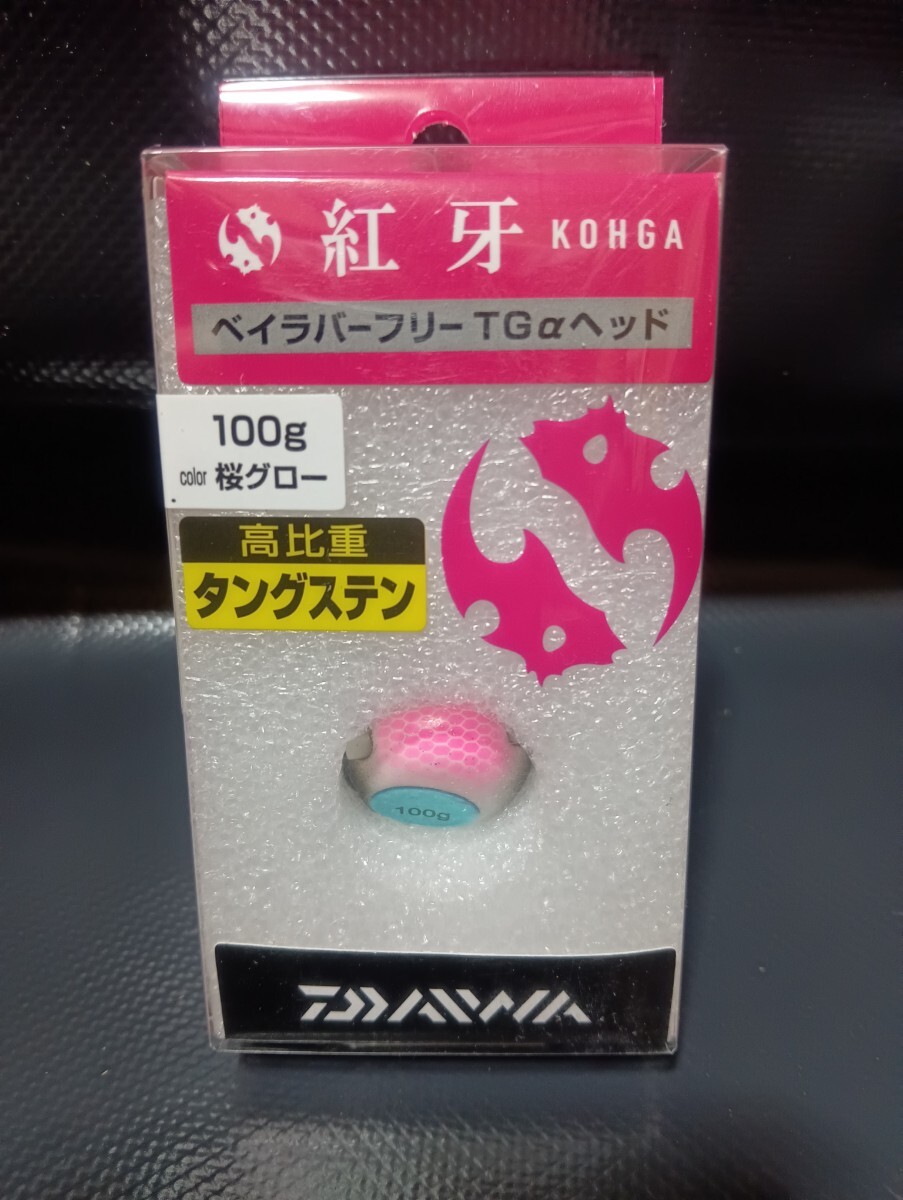 紅牙 KOHGA
ベイラバーフリーTGαヘッド
100g
color 桜グロー
高比重
タングステン
100g
DAIWA